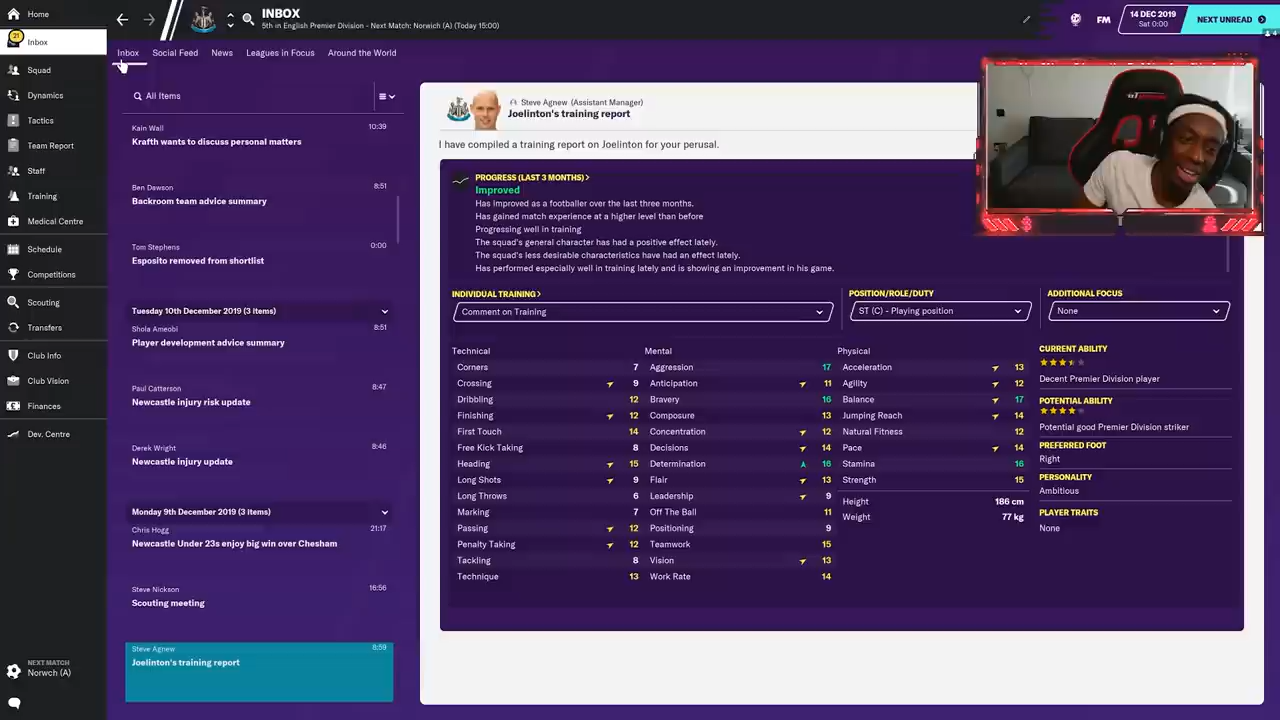 Home
INBOX
5th in English Premier Division - Next Match: Norwich (A) (Today 15:00)
FM
14 DEC 2019
Sat 0:00
NEXT UNREAD
21
Inbox
Squad
Dynamics
Tactics
Team Report
Staff
Training
Medical Centre
Schedule
Competitions
Scouting
Transfers
Club Info
Club Vision
Finances
Dev. Centre
NEXT MATCH
Norwch (A)
Inbox
Social Feed
News
Leagues in Focus
Around the World
All Items
Kain Wall
10:39
Krafth wants to discuss personal matters
Ben Dawson
8:51
Backroom team advice summary
Tom Stephens
0:00
Esposito removed from shortlist
Tuesday 10th December 2019 (3 items)
Shola Ameobi
8:51
Player development advice summary
Paul Catterson
8:47
Newcastle injury risk update
Derek Wright
8:46
Newcastle injury update
Monday 9th December 2019 (3 items)
Chris Hogg
21:17
Newcastle Under 23s enjoy big win over Chesham
Steve Nickson
16:56
Scouting meeting
Steve Agnew
8:59
Joelinton's training report
Steve Agnew (Assistant Manager)
Joelinton's training report
I have compiled a training report on Joelinton for your perusal.
PROGRESS (LAST 3 MONTHS)>
Improved
Has improved as a footballer over the last three months.
Has gained match experience at a higher level than before
Progressing well in training
The squad's general character has had a positive effect lately.
The squad's less desirable characteristics have had an effect lately.
Has performed especially well in training lately and is showing an improvement in his game.
INDIVIDUAL TRAINING>
Comment on Training
POSITION/ROLE/DUTY
ST (C) - Playing position
ADDITIONAL FOCUS
None
Technical
Corners 7
Crossing 9
Dribbling 12
Finishing 12
First Touch 14
Free Kick Taking 8
Heading 15
Long Shots 9
Long Throws 6
Marking 7
Passing 12
Penalty Taking 12
Tackling 8
Technique 13
Mental
Aggression 17
Anticipation 11
Bravery 16
Composure 13
Concentration 12
Decisions 14
Determination 16
Flair 13
Leadership 9
Off The Ball 11
Positioning 9
Teamwork 15
Vision 13
Work Rate 14
Physical
Acceleration 13
Agility 12
Balance 17
Jumping Reach 14
Natural Fitness 12
Pace 14
Stamina 16
Strength 15
Height 186 cm
Weight 77 kg
CURRENT ABILITY
Decent Premier Division player
POTENTIAL ABILITY
Potential good Premier Division striker
PREFERRED FOOT
Right
PERSONALITY
Ambitious
PLAYER TRAITS
None